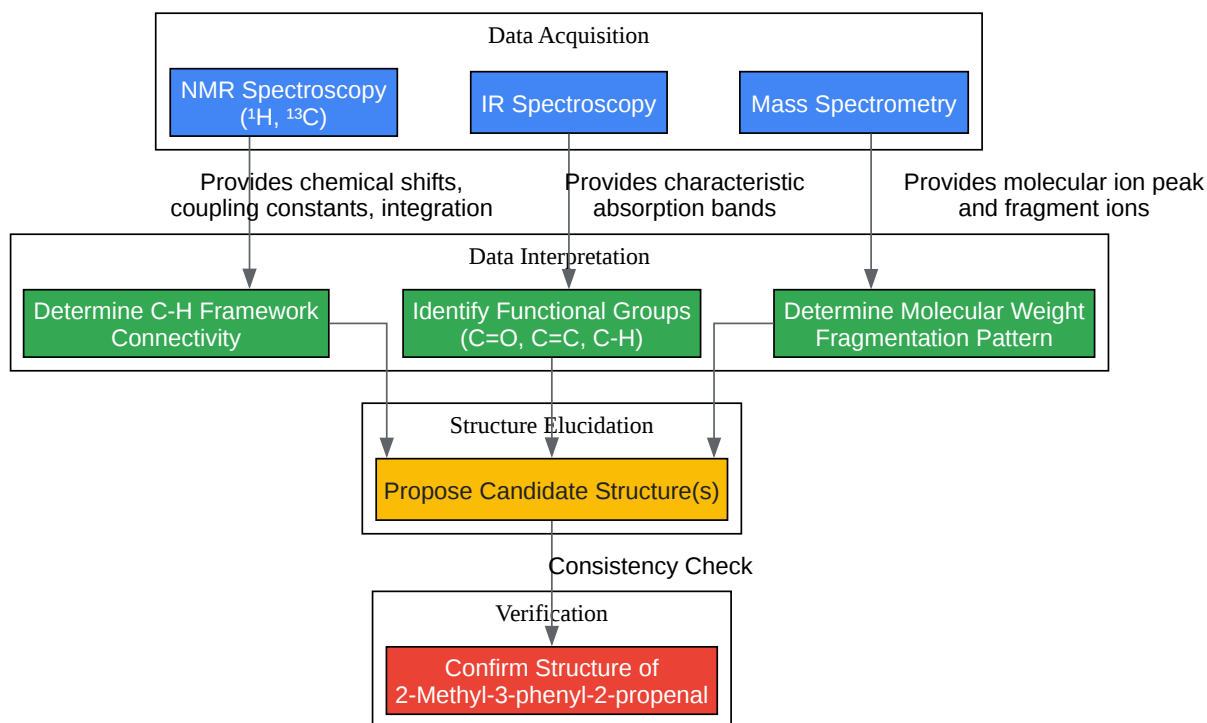 Data Acquisition
NMR Spectroscopy
(¹H, ¹³C)
IR Spectroscopy
Mass Spectrometry
Provides chemical shifts,
coupling constants, integration
Provides characteristic
absorption bands
Provides molecular ion peak
and fragment ions
Data Interpretation
Determine C-H Framework
Connectivity
Identify Functional Groups
(C=O, C=C, C-H)
Determine Molecular Weight
Fragmentation Pattern
Structure Elucidation
Propose Candidate Structure(s)
Consistency Check
Verification
Confirm Structure of
2-Methyl-3-phenyl-2-propenal